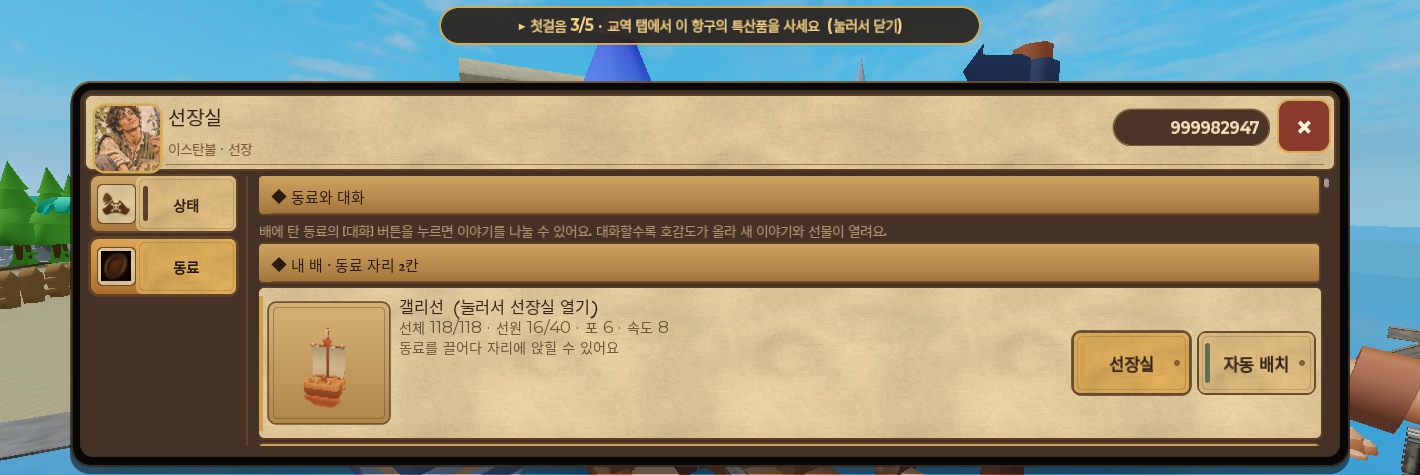 ▸ 첫걸음 3/5 · 교역 탭에서 이 항구의 특산품을 사세요 (눌러서 닫기)
선장실
이스탄불 · 선장
999982947
×
상태
동료
◆ 동료와 대화
배에 탄 동료의 [대화] 버튼을 누르면 이야기를 나눌 수 있어요. 대화할수록 호감도가 올라 새 이야기와 선물이 열려요.
◆ 내 배 · 동료 자리 2칸
갤리선 (눌러서 선장실 열기)
선체 118/118 · 선원 16/40 · 포 6 · 속도 8
동료를 끌어다 자리에 앉힐 수 있어요
선장실
자동 배치